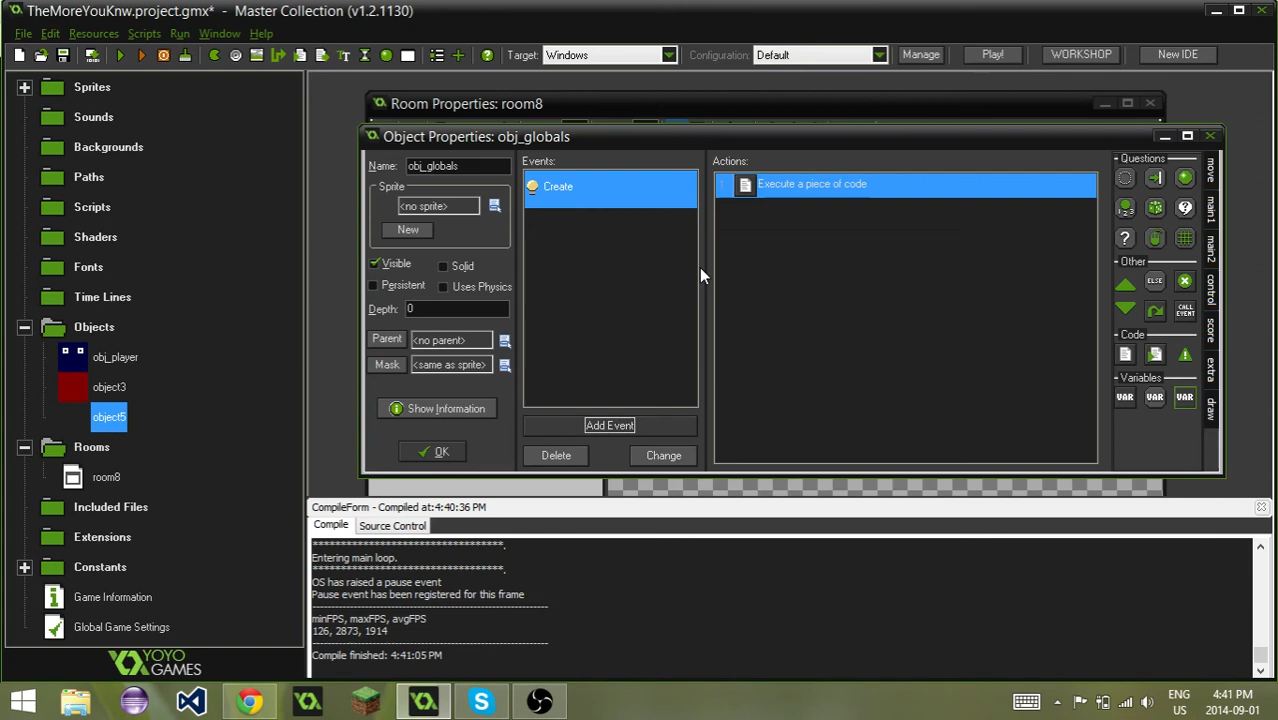 TheMoreYouKnw.project.gmx* - Master Collection (v1.2.1130)
File Edit Resources Scripts Run Window Help
Target: Windows Configuration: Default Manage Play! WORKSHOP New IDE
Sprites
Sounds
Backgrounds
Paths
Scripts
Shaders
Fonts
Time Lines
Objects
obj_player
object3
object5
Rooms
room8
Included Files
Extensions
Constants
Game Information
Global Game Settings
YOYO
GAMES
Room Properties: room8
Object Properties: obj_globals
Name: obj_globals
Sprite
<no sprite>
New
Visible
Solid
Persistent
Uses Physics
Depth: 0
Parent <no parent>
Mask <same as sprite>
Show Information
OK
Events:
Create
Add Event
Delete Change
Actions:
1 Execute a piece of code
Questions
Other
ELSE
CALL
EVENT
Code
Variables
VAR VAR VAR
move
main1
main2
control
score
extra
draw
CompileForm - Compiled at:4:40:36 PM
Compile Source Control
**********************************************.
Entering main loop.
**********************************************.
OS has raised a pause event
Pause event has been registered for this frame
-----------------------------------------------------------
minFPS, maxFPS, avgFPS
126, 2873, 1914
-----------------------------------------------------------
Compile finished: 4:41:05 PM
ENG
US
4:41 PM
2014-09-01